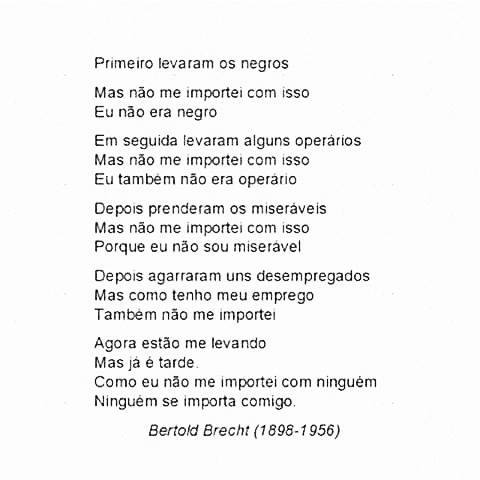 Primeiro levaram os negros
Mas não me importei com isso
Eu não era negro
Em seguida levaram alguns operários
Mas não me importei com isso
Eu também não era operário
Depois prenderam os miseráveis
Mas não me importei com isso
Porque eu não sou miserável
Depois agarraram uns desempregados
Mas como tenho meu emprego
Também não me importei
Agora estão me levando
Mas já é tarde.
Como eu não me importei com ninguém
Ninguém se importa comigo.
Bertold Brecht (1898-1956)